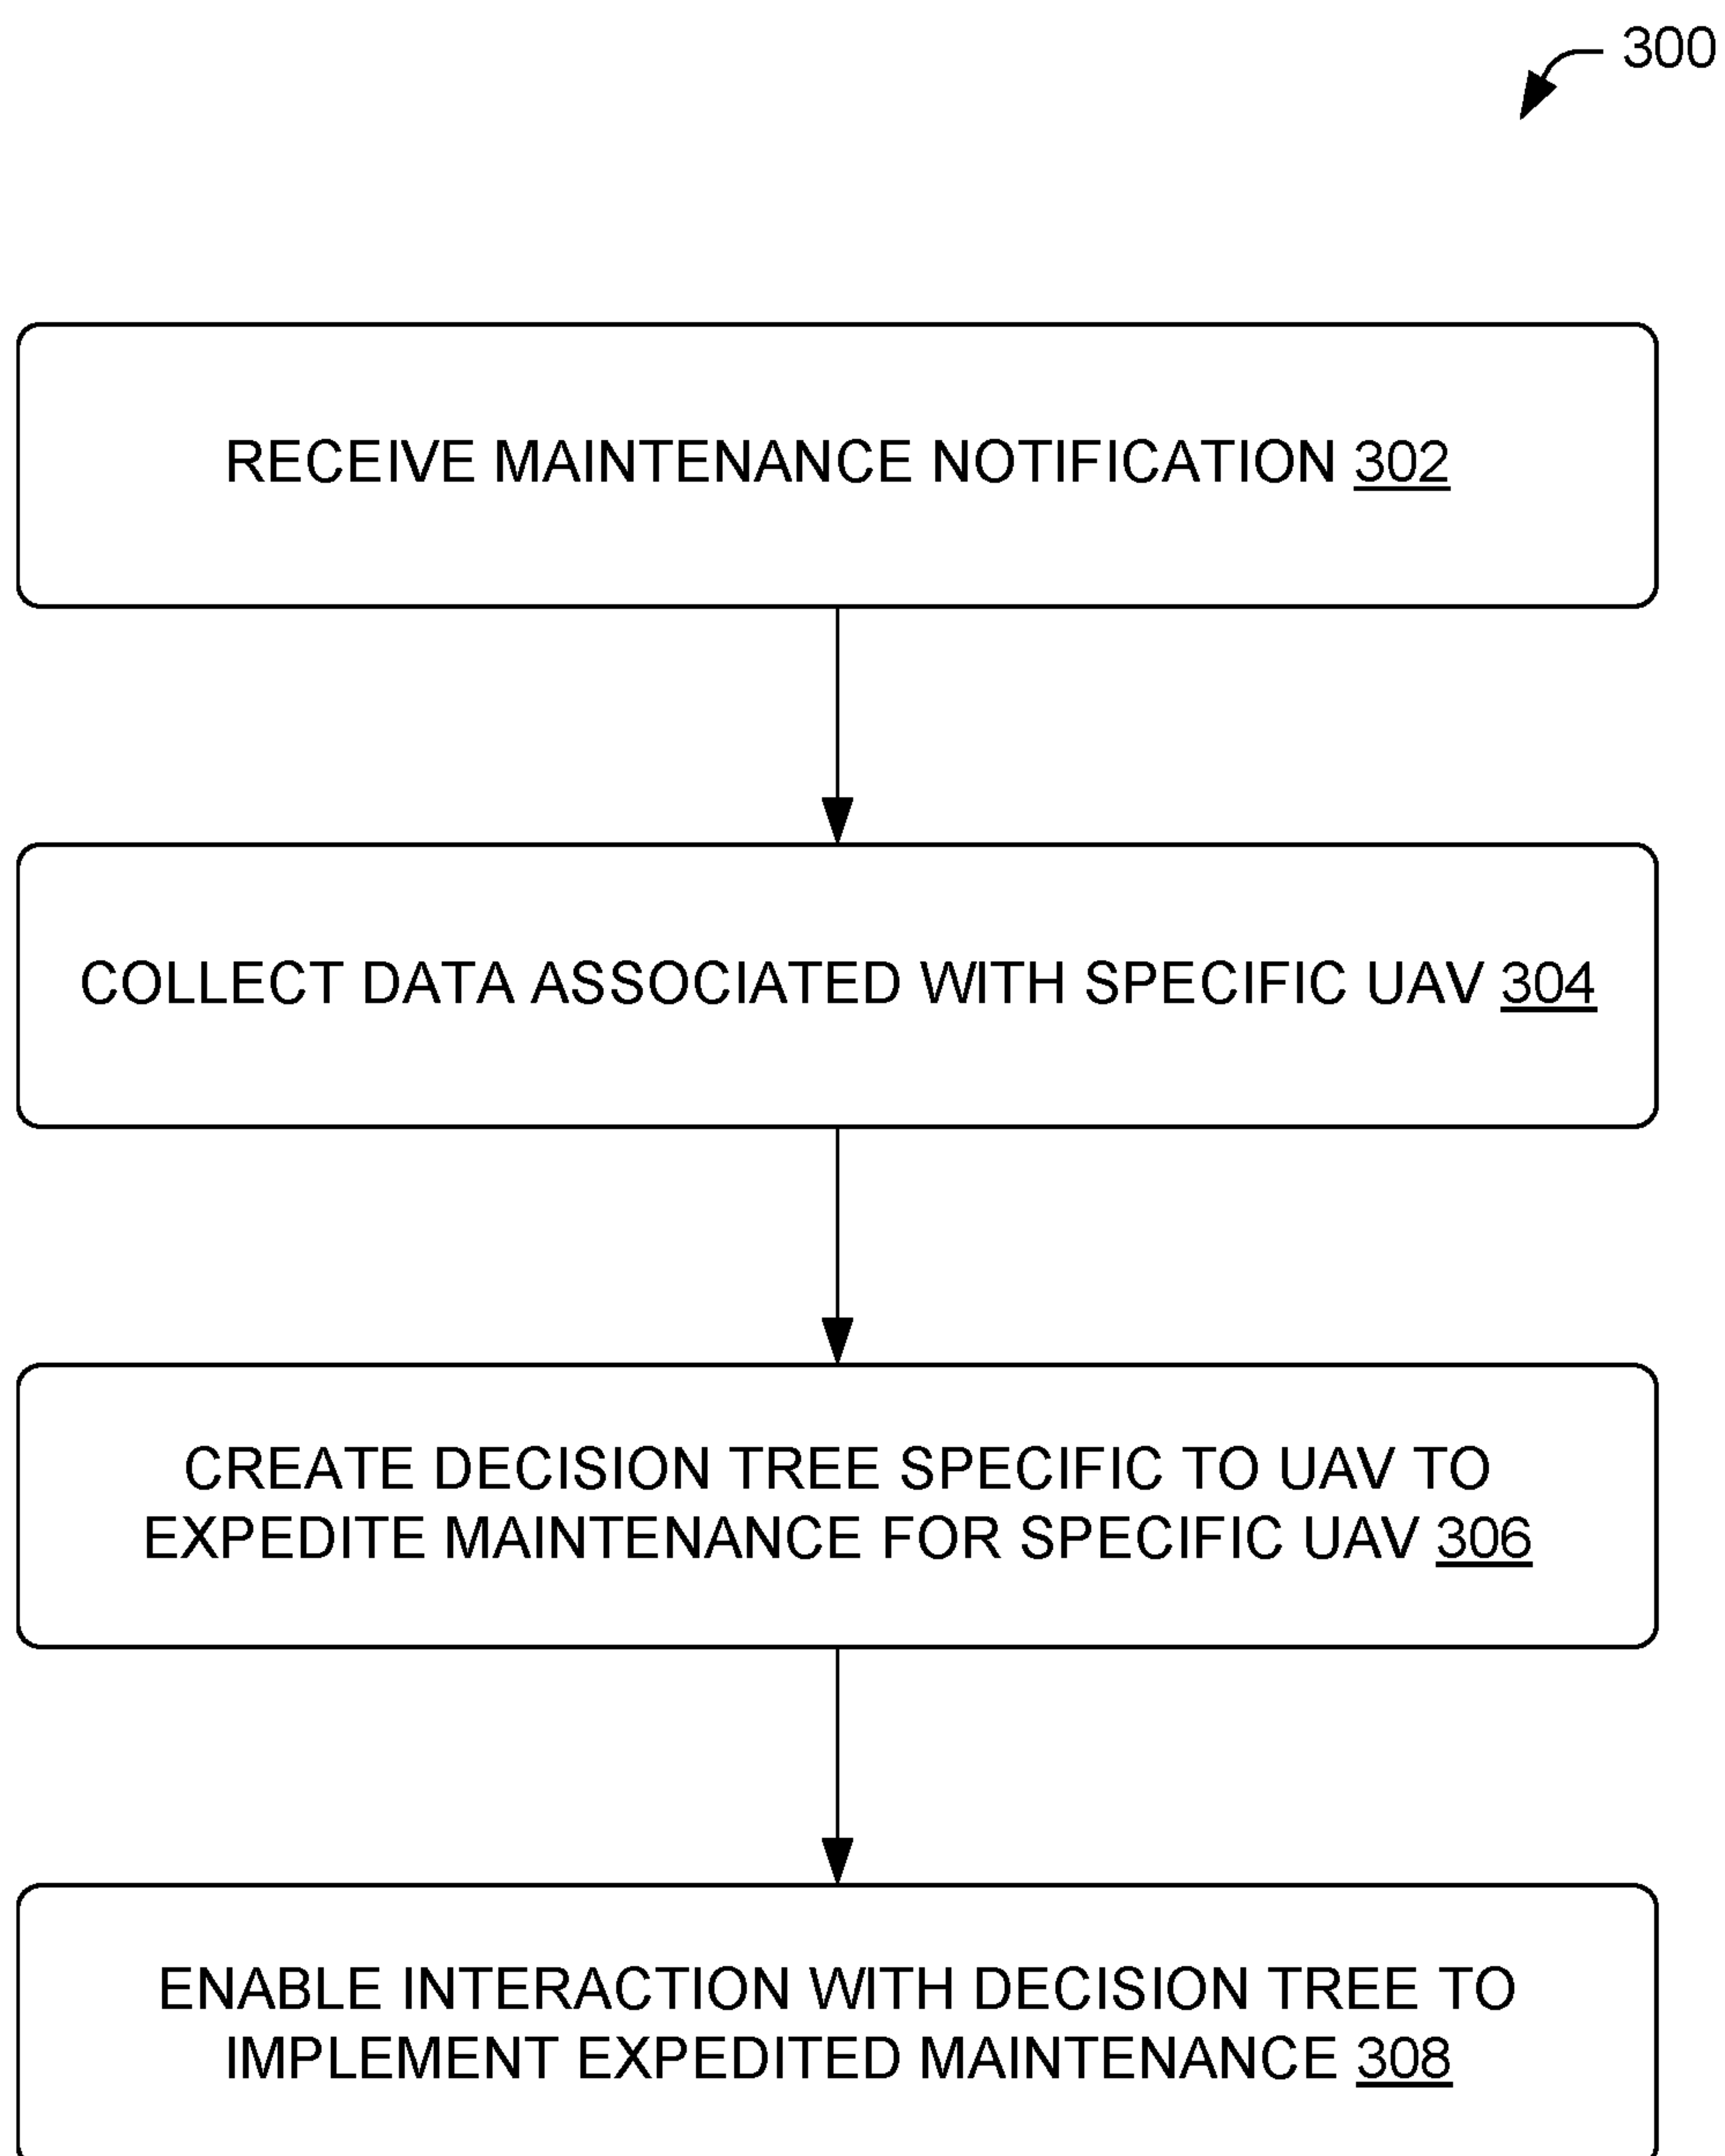 300
RECEIVE MAINTENANCE NOTIFICATION 302
COLLECT DATA ASSOCIATED WITH SPECIFIC UAV 304
CREATE DECISION TREE SPECIFIC TO UAV TO
EXPEDITE MAINTENANCE FOR SPECIFIC UAV 306
ENABLE INTERACTION WITH DECISION TREE TO
IMPLEMENT EXPEDITED MAINTENANCE 308